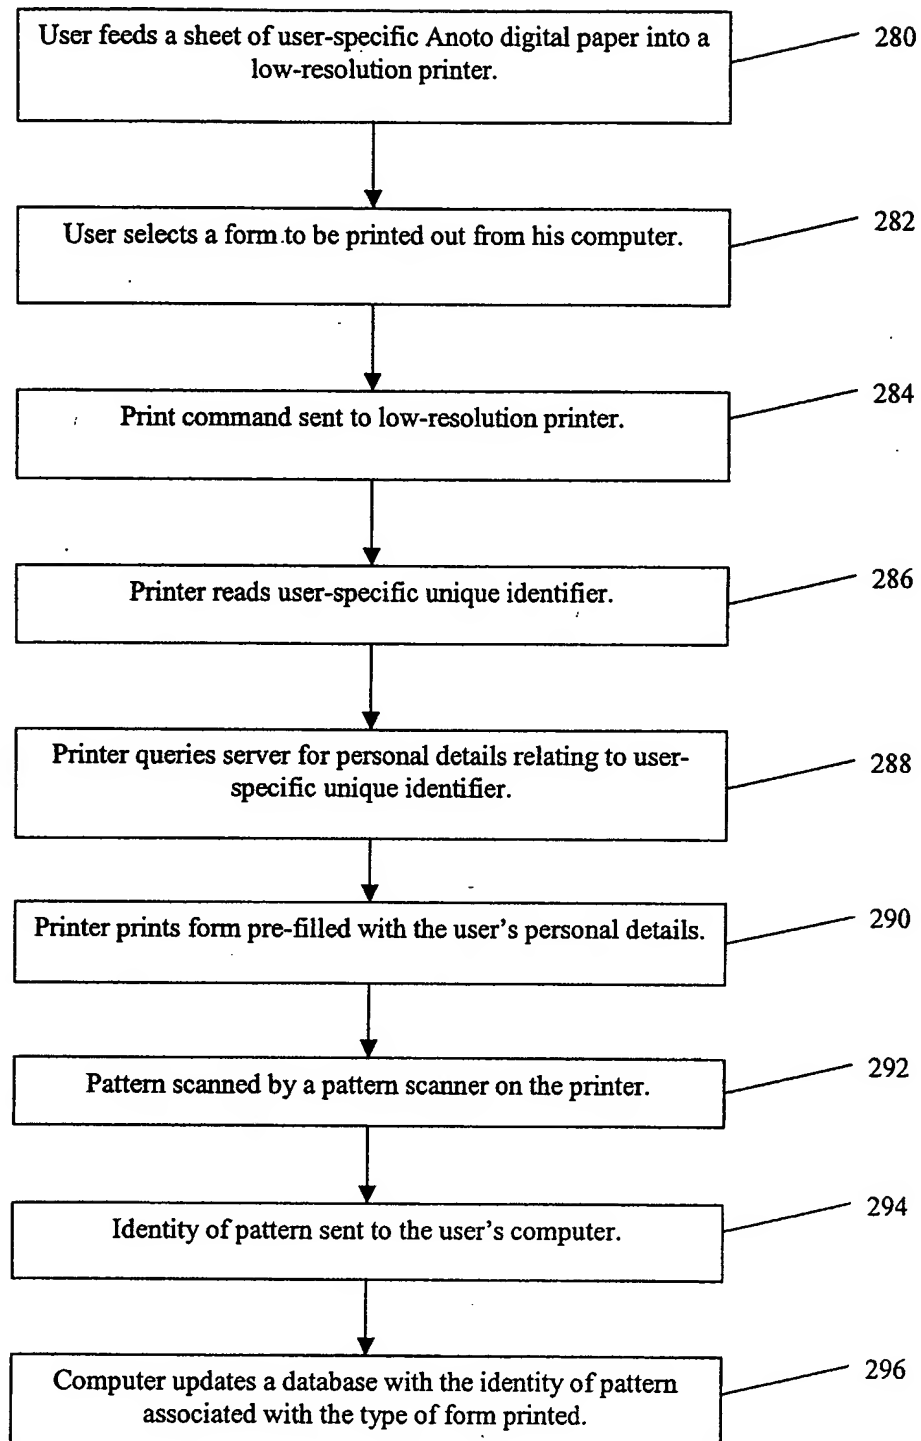 User feeds a sheet of user-specific Anoto digital paper into a
low-resolution printer.
280
User selects a form to be printed out from his computer.
282
Print command sent to low-resolution printer.
284
Printer reads user-specific unique identifier.
286
Printer queries server for personal details relating to user-
specific unique identifier.
288
Printer prints form pre-filled with the user's personal details.
290
Pattern scanned by a pattern scanner on the printer.
292
Identity of pattern sent to the user's computer.
294
Computer updates a database with the identity of pattern
associated with the type of form printed.
296